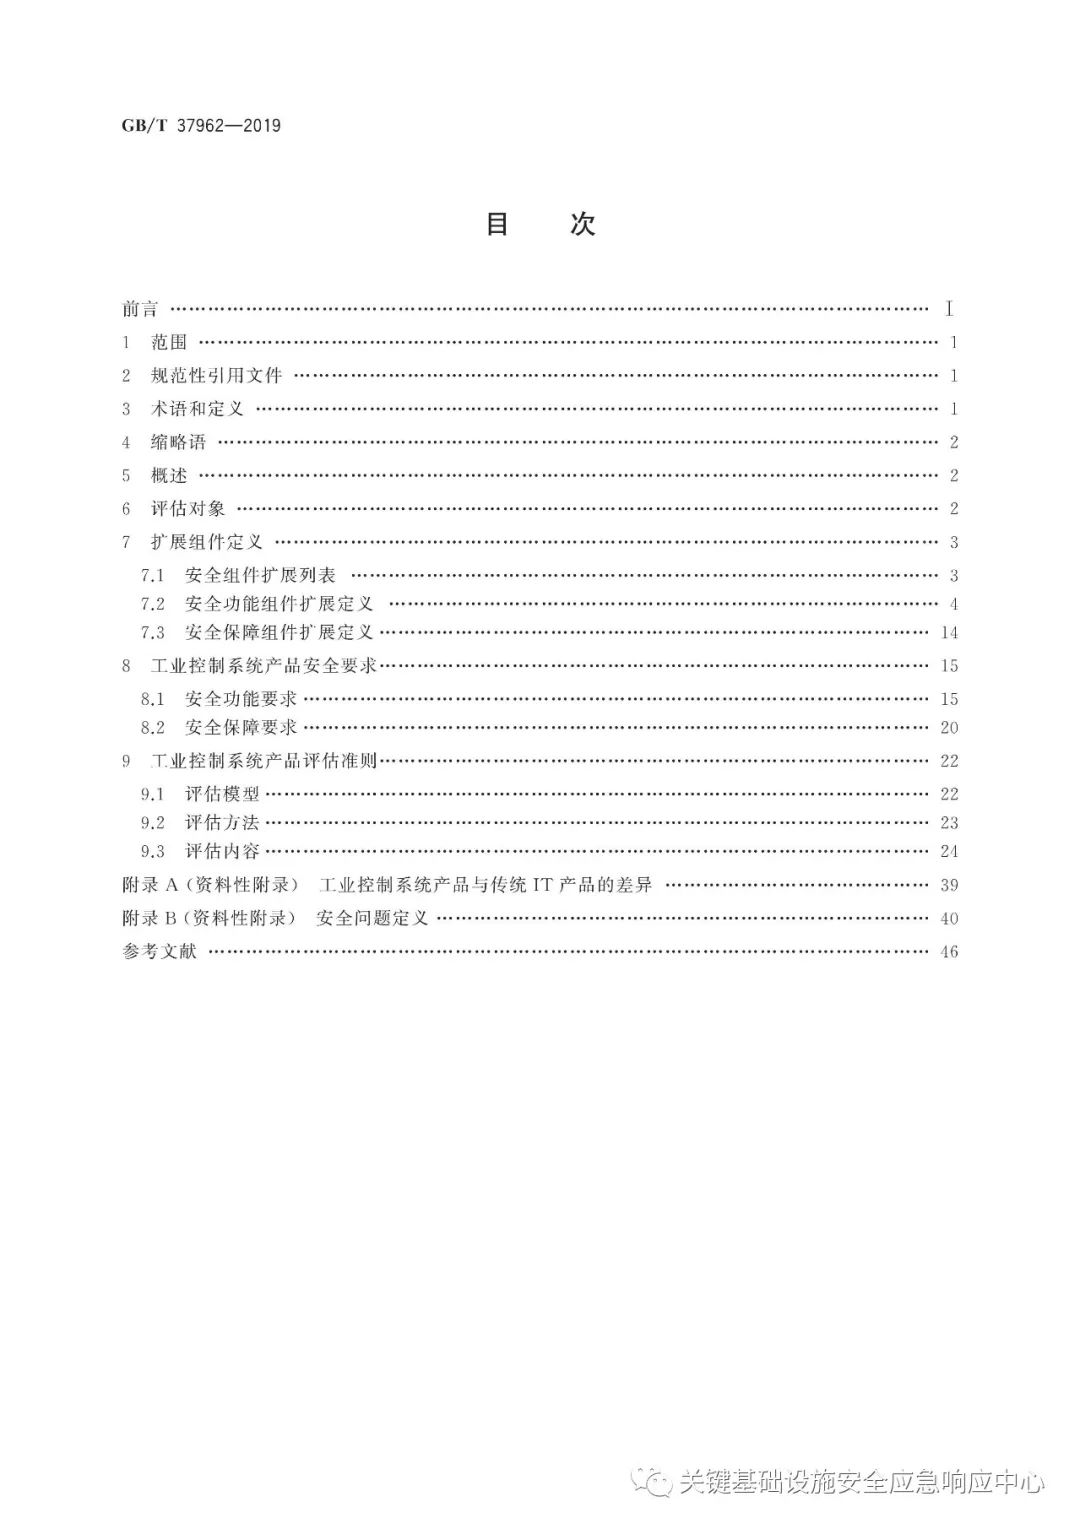 GB/T 37962—2019
目 次
前言 …………………………………………………………………… Ⅰ
1 范围 …………………………………………………………………… 1
2 规范性引用文件 …………………………………………………………………… 1
3 术语和定义 …………………………………………………………………… 1
4 缩略语 …………………………………………………………………… 2
5 概述 …………………………………………………………………… 2
6 评估对象 …………………………………………………………………… 2
7 扩展组件定义 …………………………………………………………………… 3
7.1 安全组件扩展列表 …………………………………………………………………… 3
7.2 安全功能组件扩展定义 …………………………………………………………………… 4
7.3 安全保障组件扩展定义 …………………………………………………………………… 14
8 工业控制系统产品安全要求 …………………………………………………………………… 15
8.1 安全功能要求 …………………………………………………………………… 15
8.2 安全保障要求 …………………………………………………………………… 20
9 工业控制系统产品评估准则 …………………………………………………………………… 22
9.1 评估模型 …………………………………………………………………… 22
9.2 评估方法 …………………………………………………………………… 23
9.3 评估内容 …………………………………………………………………… 24
附录 A（资料性附录） 工业控制系统产品与传统 IT 产品的差异 …………………………………………………………………… 39
附录 B（资料性附录） 安全问题定义 …………………………………………………………………… 40
参考文献 …………………………………………………………………… 46
关键基础设施安全应急响应中心